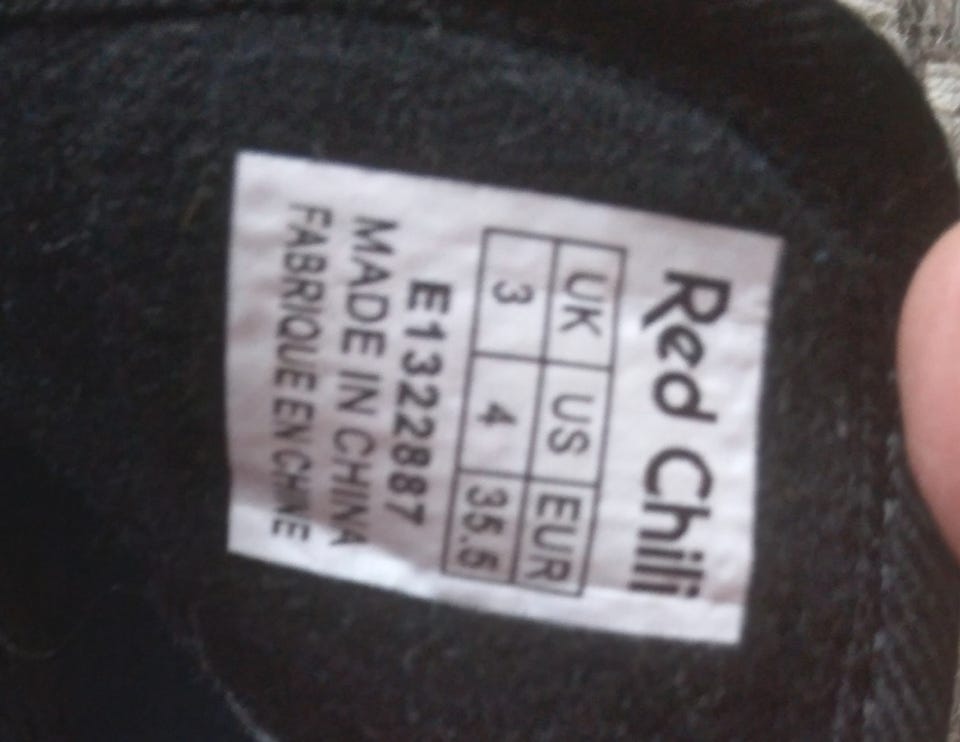 Red Chili
UK US EUR
3 4 35.5
E1322887
MADE IN CHINA
FABRIQUE EN CHINE